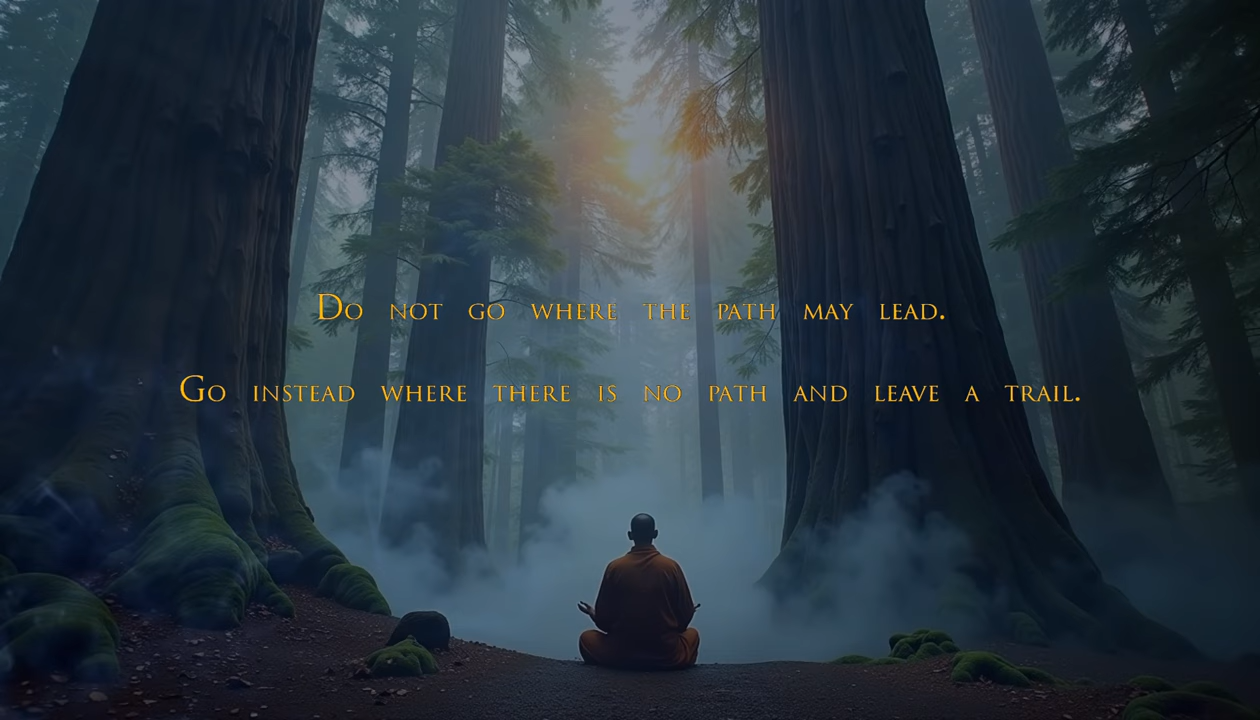 Do not go where the path may lead.
Go instead where there is no path and leave a trail.